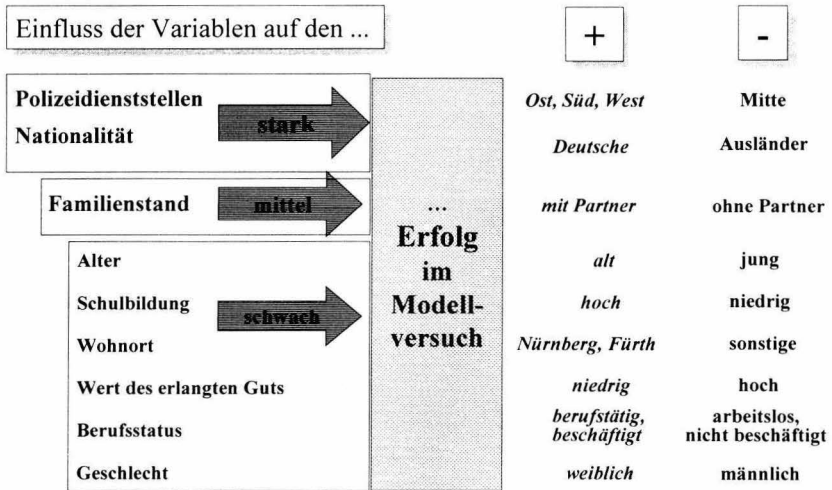 Einfluss der Variablen auf den ...
+
-
Polizeidienststellen
Nationalität
stark
Ost, Süd, West
Mitte
Deutsche
Ausländer
Familienstand
mittel
mit Partner
ohne Partner
...
Erfolg
im
Modell-
versuch
Alter
alt
jung
Schulbildung
schwach
hoch
niedrig
Wohnort
Nürnberg, Fürth
sonstige
Wert des erlangten Guts
niedrig
hoch
Berufsstatus
berufstätig,
beschäftigt
arbeitslos,
nicht beschäftigt
Geschlecht
weiblich
männlich